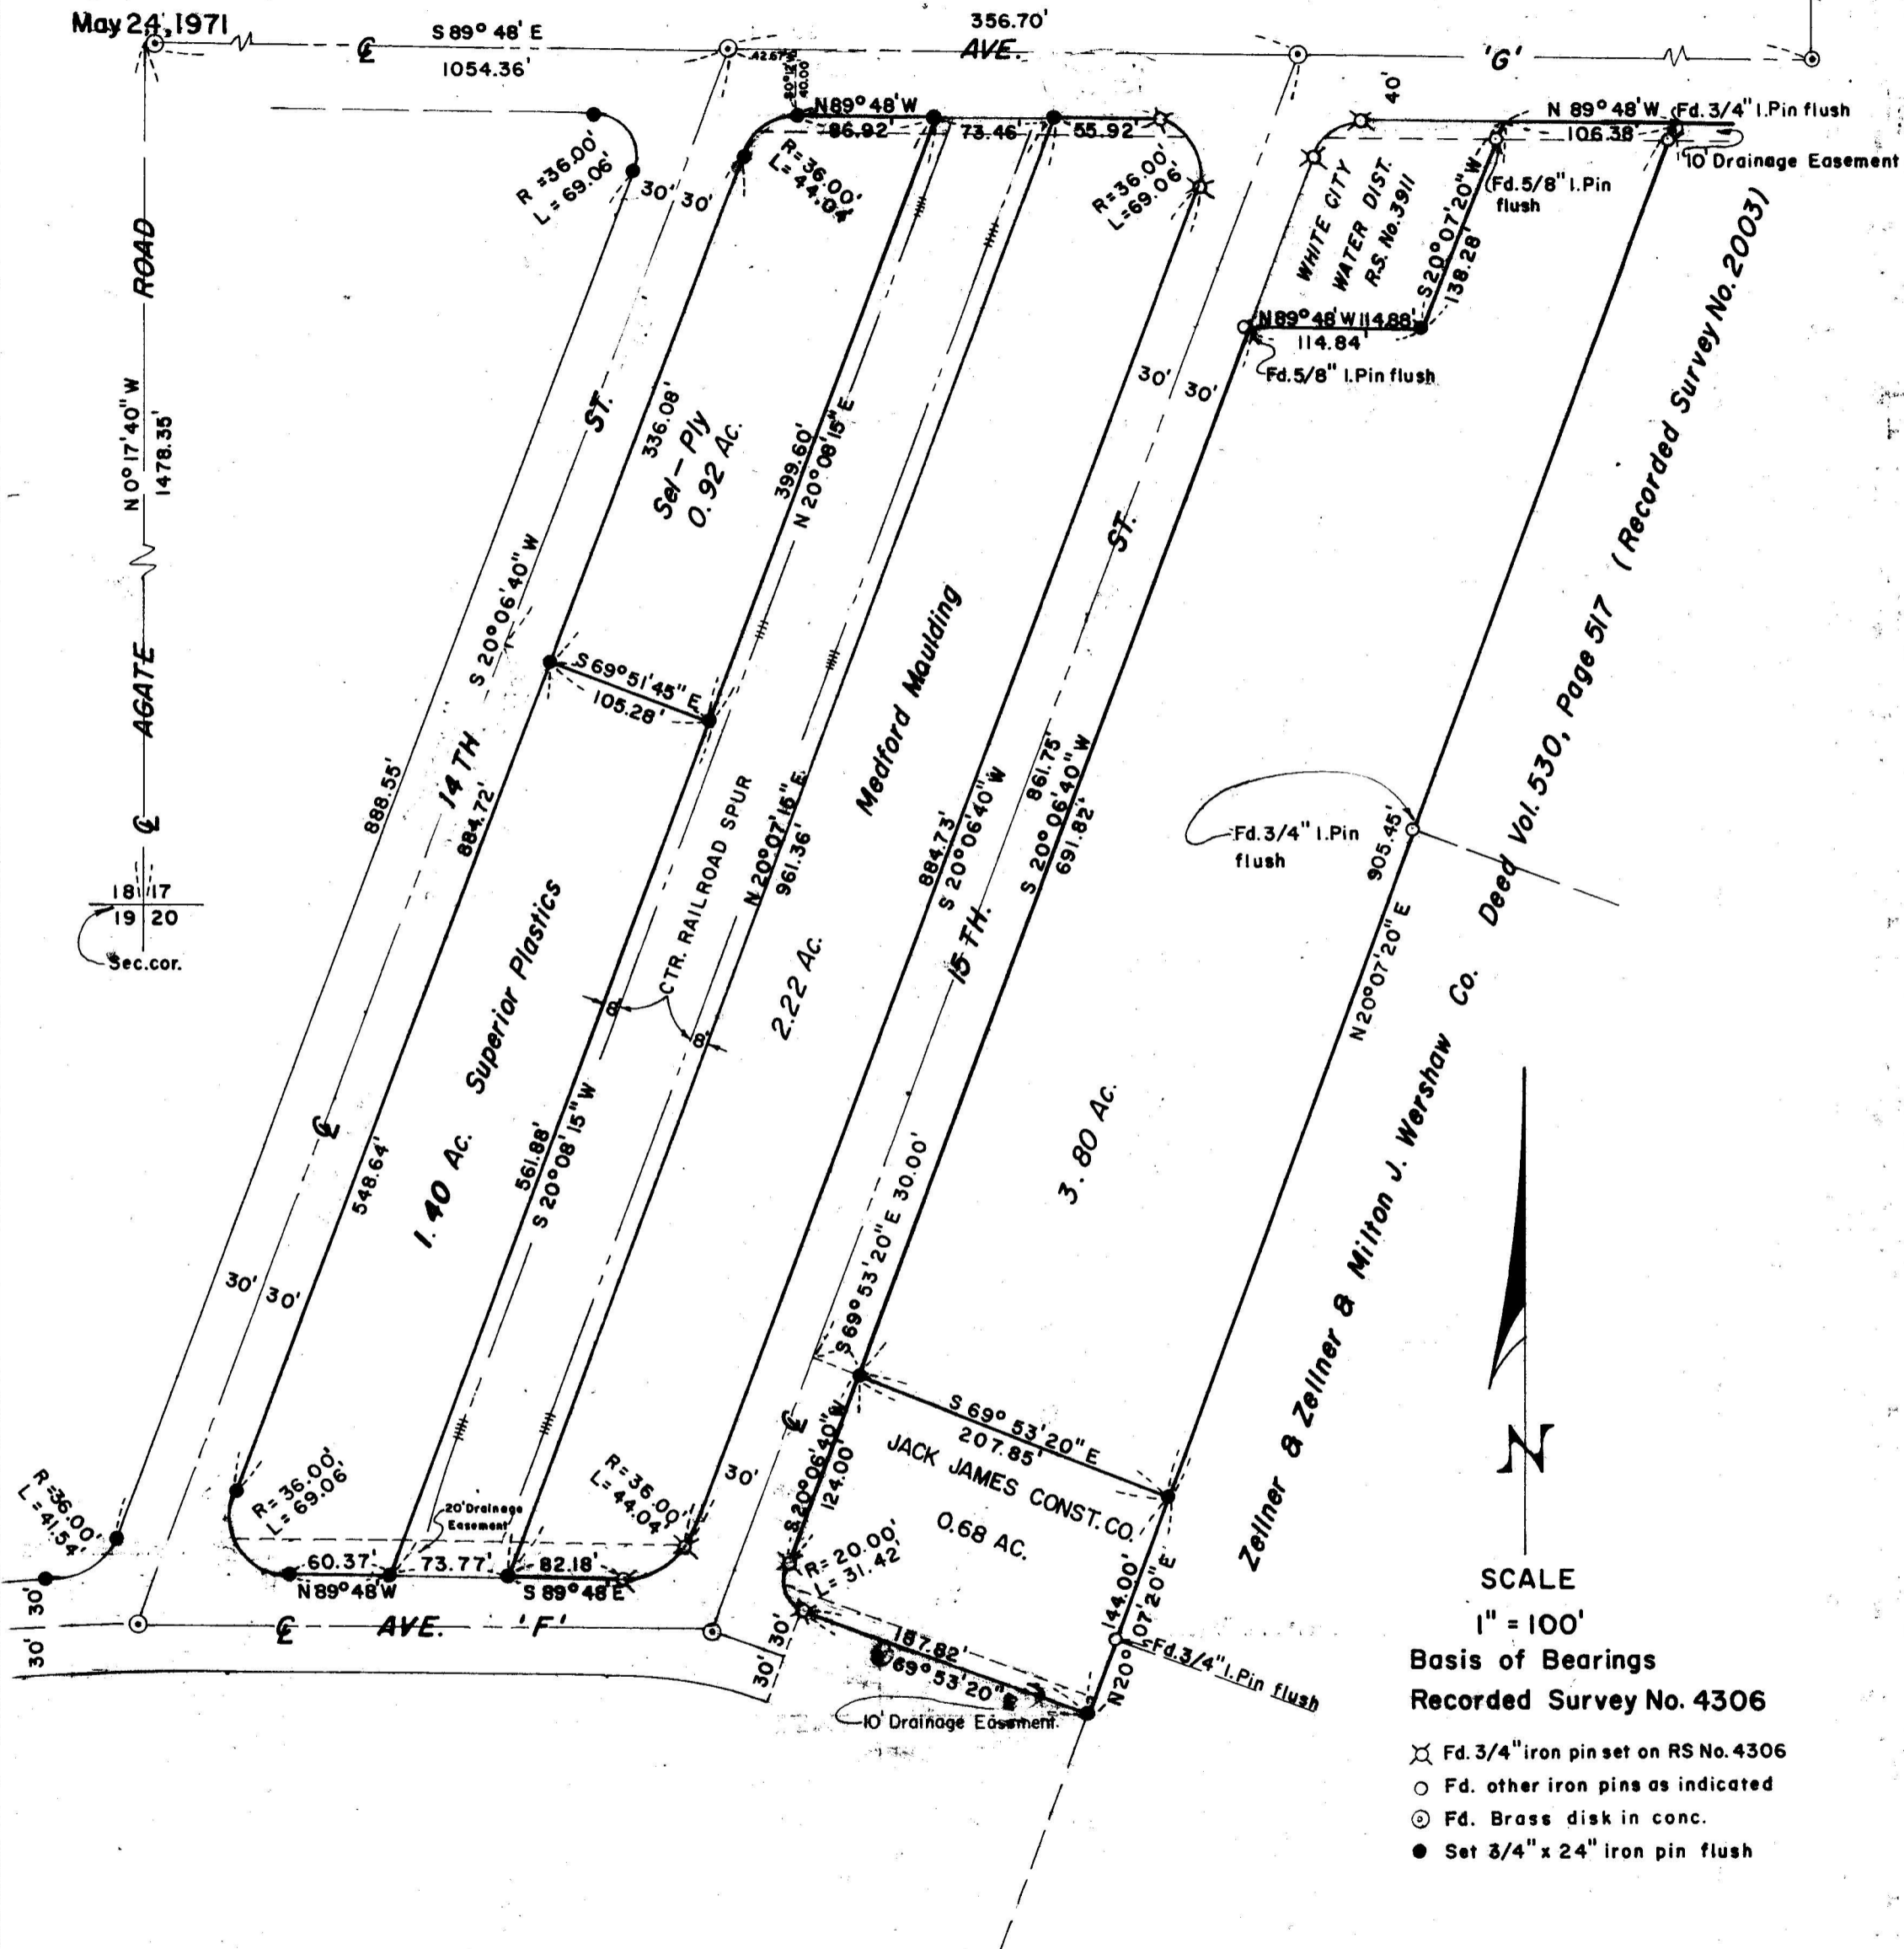 May 24, 1971
S 89° 48' E
1054.36'
356.70'
AVE.
'G'
42.67'
40.00'
40'
N 89° 48' W
86.92'
73.46'
55.92'
N 89° 48' W
106.38'
Fd. 3/4" I.Pin flush
10' Drainage Easement
R = 36.00'
L = 69.06'
30' 30'
R = 36.00'
L = 44.04'
R = 36.00'
L = 69.06'
WHITE CITY
WATER DIST.
R.S. No. 3911
S 20° 07' 20" W
138.28'
Fd. 5/8" I.Pin
flush
N 89° 48' W 114.88'
114.84'
Fd. 5/8" I.Pin flush
30' 30'
AGATE ROAD
N 0° 17' 40" W
1478.35'
18 17
19 20
Sec. cor.
14 TH ST.
S 20° 06' 40" W
888.55'
884.72'
336.08'
Sel-Ply
0.92 Ac.
399.60'
N 20° 08' 15" E
S 69° 51' 45" E
105.28'
Medford Maulding
2.22 Ac.
CTR. RAILROAD SPUR
8'
8'
N 20° 07' 15" E
961.36'
884.73'
S 20° 06' 40" W
15 TH. ST.
861.75'
S 20° 06' 40" W
691.82'
Fd. 3/4" I.Pin
flush
905.45'
N 20° 07' 20" E
Zellner & Zellner & Milton J. Wershaw Co. Deed Vol. 530, Page 517 (Recorded Survey No. 2003)
Superior Plastics
1.40 Ac.
548.64'
561.88'
S 20° 08' 15" W
3.80 Ac.
S 69° 53' 20" E 30.00'
30' 30'
S 69° 53' 20" E
207.85'
JACK JAMES CONST. CO.
0.68 AC.
S 20° 06' 40" W
124.00'
R = 20.00'
L = 31.42'
144.00'
N 20° 07' 20" E
Fd. 3/4" I.Pin flush
187.82'
69° 53' 20" E
10' Drainage Easement
R = 36.00'
L = 41.54'
R = 36.00'
L = 69.06'
20' Drainage
Easement
R = 36.00'
L = 44.04'
30'
60.37'
73.77'
82.18'
N 89° 48' W
S 89° 48' E
30' 30'
AVE. 'F'
30' 30'
N
SCALE
1" = 100'
Basis of Bearings
Recorded Survey No. 4306
Fd. 3/4" iron pin set on RS No. 4306
Fd. other iron pins as indicated
Fd. Brass disk in conc.
Set 3/4" x 24" iron pin flush